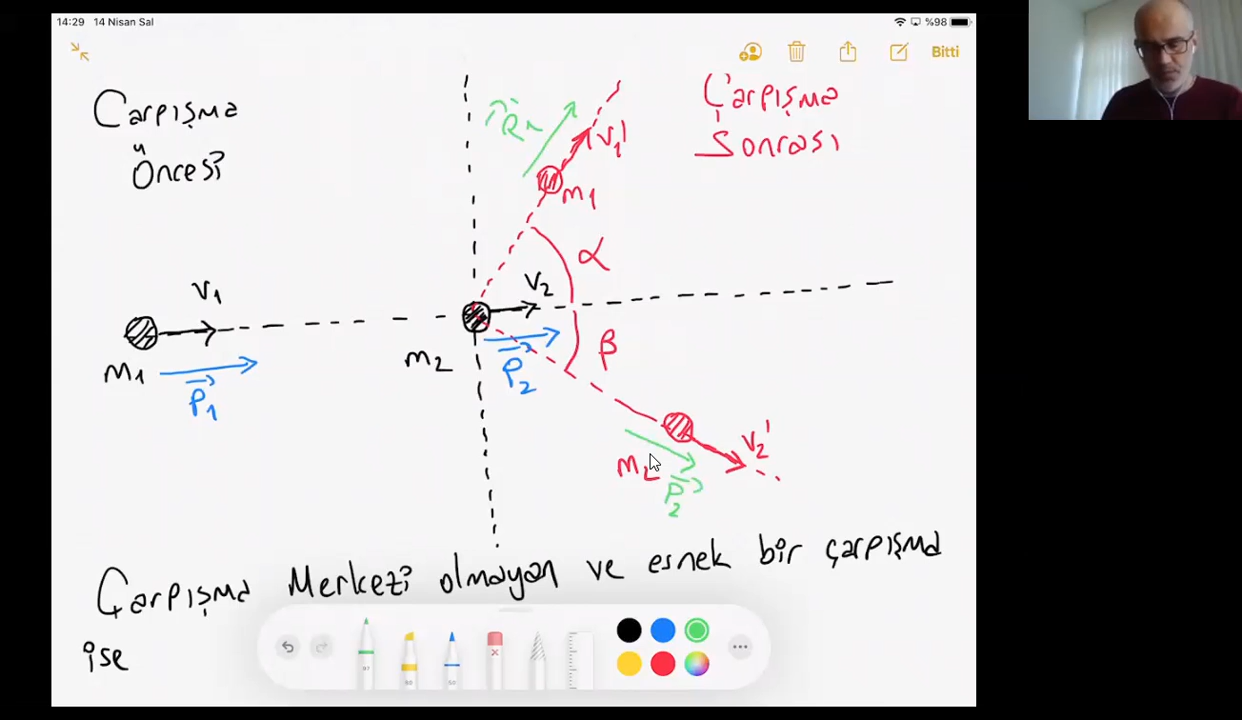 14:29 14 Nisan Sal
%98
Bitti
Çarpışma
Öncesi
Çarpışma
Sonrası
v1'
m1
α
v1
v2
m1
m2
β
P1
P2
v2'
m2
P2
Çarpışma Merkezi olmayan ve esnek bir çarpışma
ise